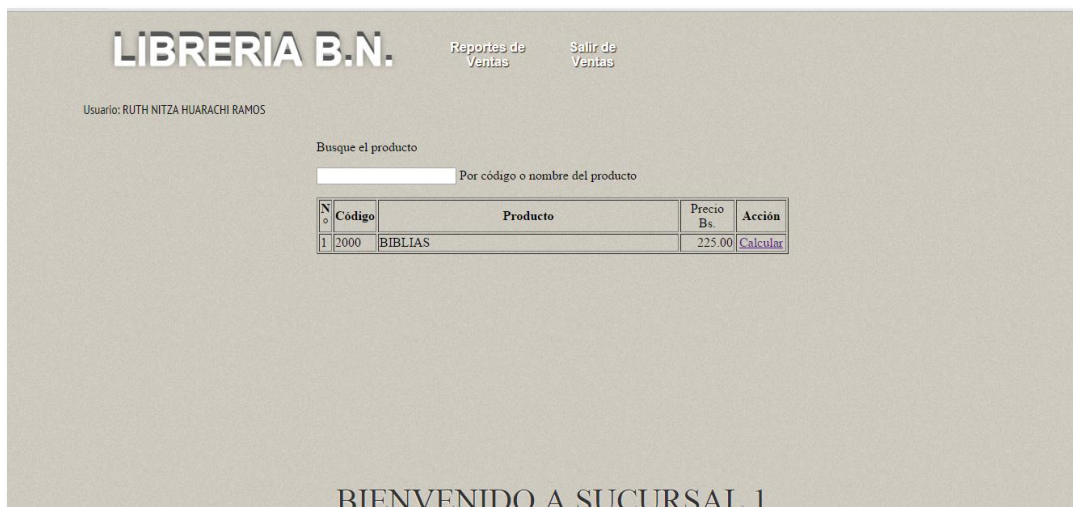 LIBRERIA B.N.
Reportes de
Ventas
Salir de
Ventas
Usuario: RUTH NITZA HUARACHI RAMOS
Busque el producto
Por código o nombre del producto
N° Código Producto Precio Bs. Acción
1 2000 BIBLIAS 225.00 Calcular
BIENVENIDO A SUCURSAL 1